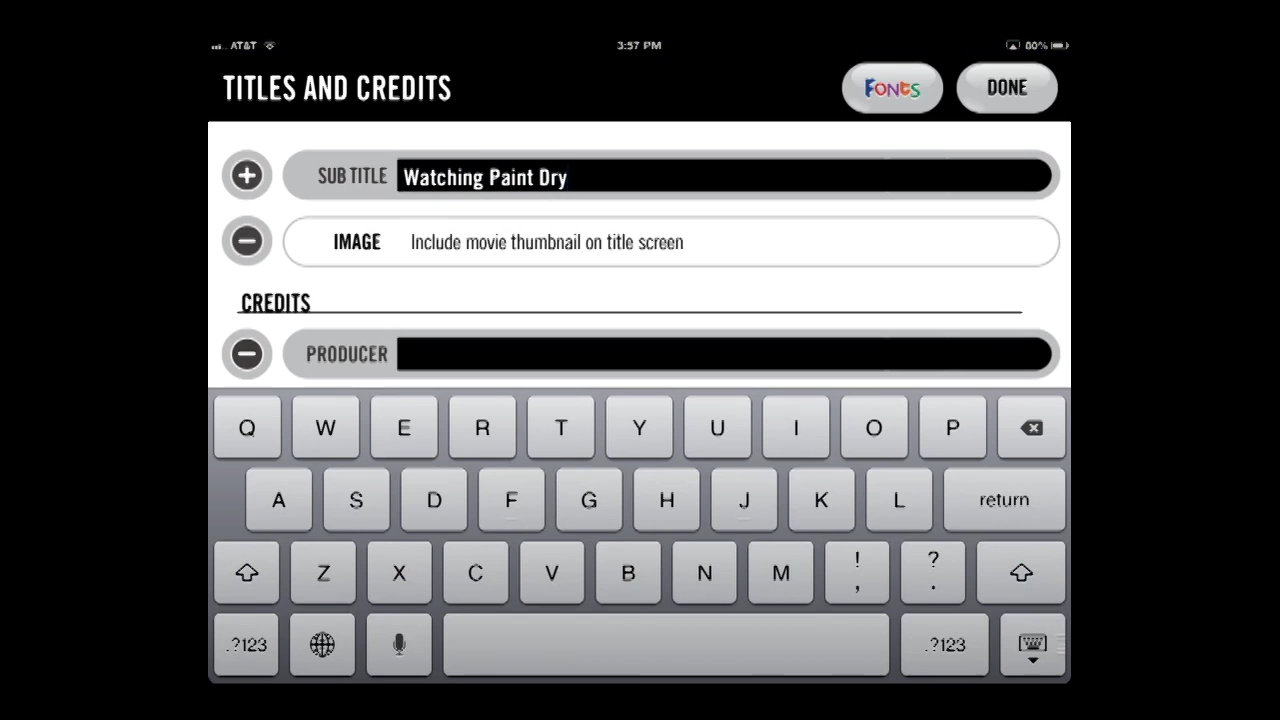 AT&T 3:57 PM 80%
TITLES AND CREDITS FONTS DONE
SUB TITLE Watching Paint Dry
IMAGE Include movie thumbnail on title screen
CREDITS
PRODUCER
Q W E R T Y U I O P
A S D F G H J K L return
Z X C V B N M ! , ? .
.?123 .?123